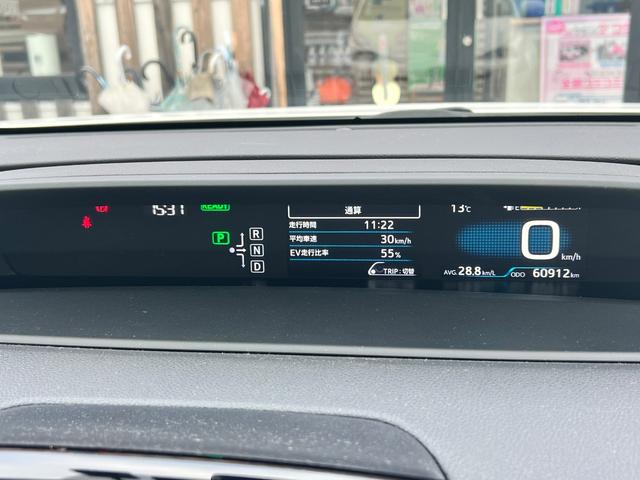 15:31
READY
P
R
N
D
通算
走行時間 11:22
平均車速 30km/h
EV走行比率 55%
TRIP:切替
13℃
E
0
km/h
AVG.28.8km/L
ODO 60912km